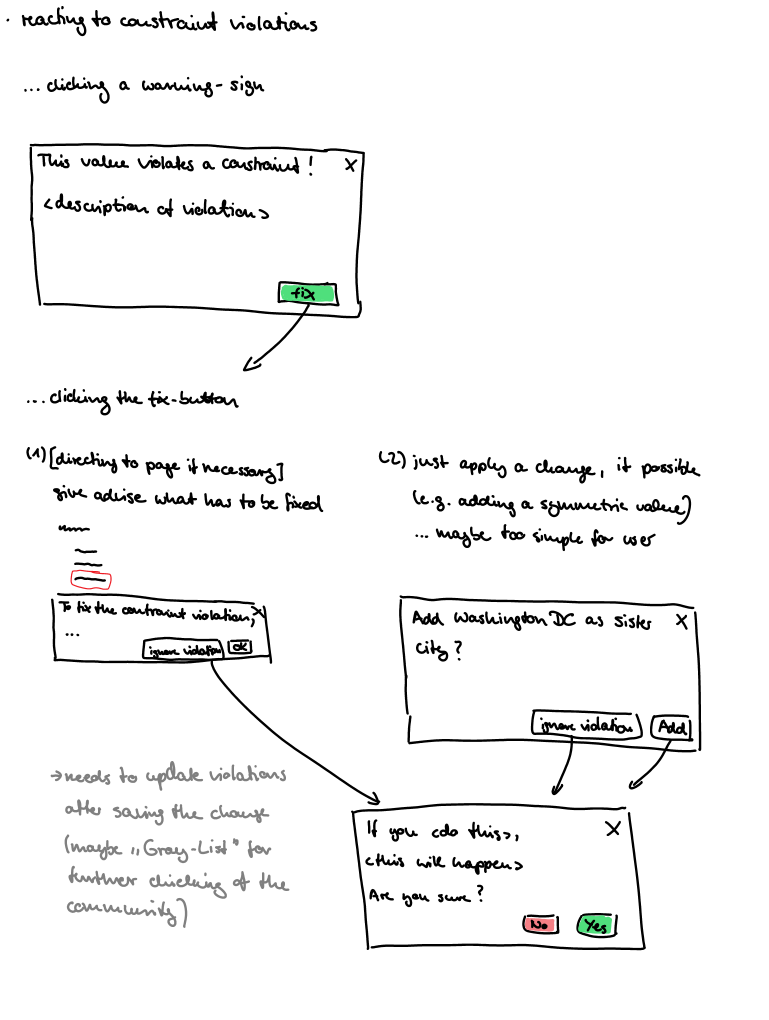 · reacting to constraint violations
... clicking a warning-sign
This value violates a constraint! X
<description of violation>
fix
... clicking the fix-button
(1) [directing to page if necessary]
give advise what has to be fixed
To fix the constraint violation, X
...
ignore violation OK
(2) just apply a change, if possible
(e.g. adding a symmetric value)
... maybe too simple for user
Add Washington DC as Sister X
City?
ignore violation Add
→ needs to update violations
after saving the change
(maybe „Gray-List" for
further checking of the
community)
If you <do this>, X
<this will happen>
Are you sure?
No Yes